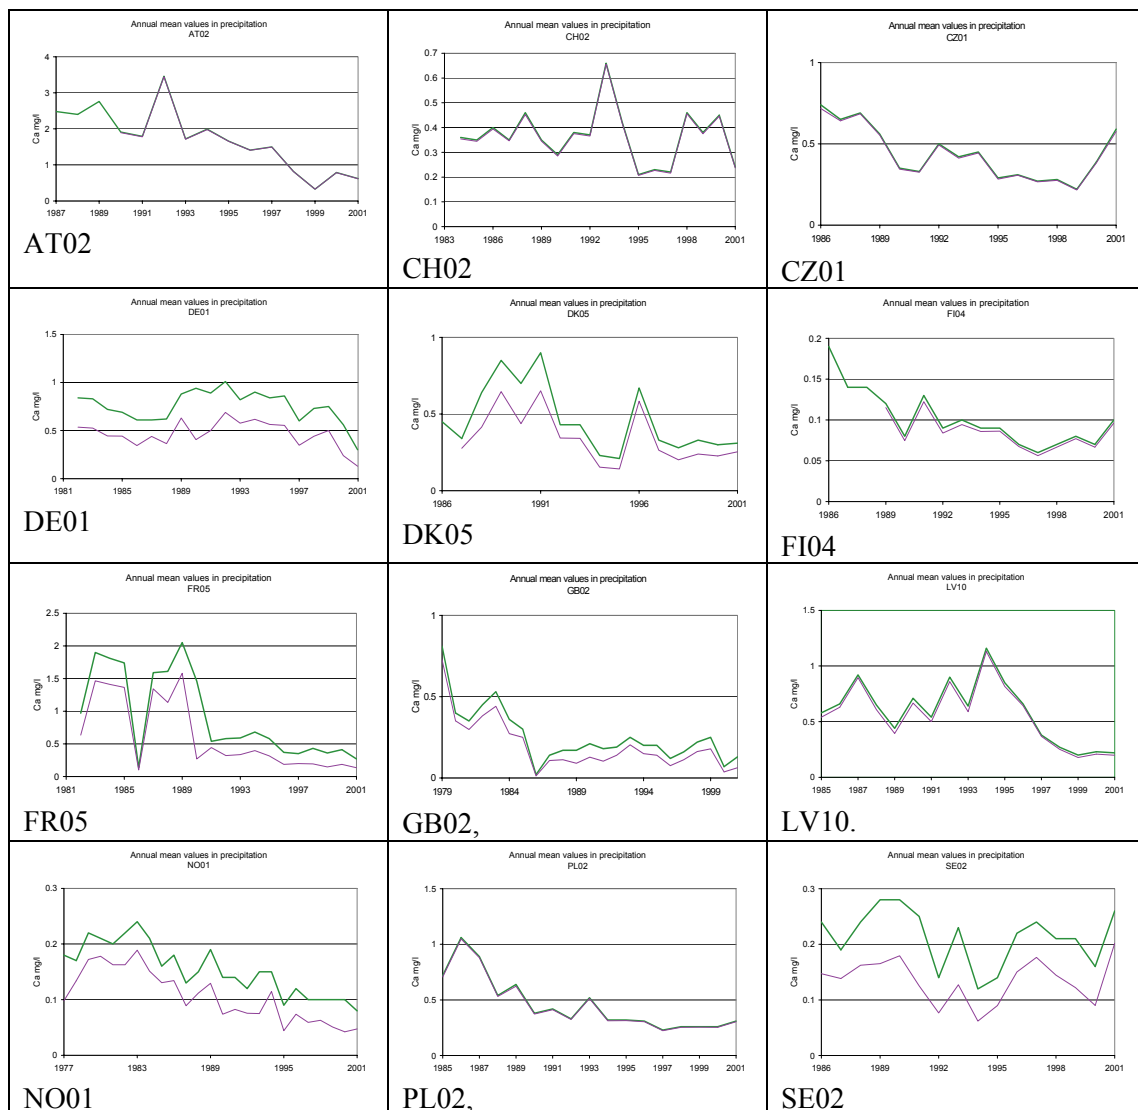 Annual mean values in precipitation
AT02
Ca mg/l
4
3
2
1
0
1987 1989 1991 1993 1995 1997 1999 2001
AT02
Annual mean values in precipitation
CH02
Ca mg/l
0.7
0.6
0.5
0.4
0.3
0.2
0.1
0
1983 1986 1989 1992 1995 1998 2001
CH02
Annual mean values in precipitation
CZ01
Ca mg/l
1
0.5
0
1986 1989 1992 1995 1998 2001
CZ01
Annual mean values in precipitation
DE01
Ca mg/l
1.5
1
0.5
0
1981 1985 1989 1993 1997 2001
DE01
Annual mean values in precipitation
DK05
Ca mg/l
1
0.5
0
1986 1991 1996 2001
DK05
Annual mean values in precipitation
FI04
Ca mg/l
0.2
0.15
0.1
0.05
0
1986 1989 1992 1995 1998 2001
FI04
Annual mean values in precipitation
FR05
Ca mg/l
2.5
2
1.5
1
0.5
0
1981 1985 1989 1993 1997 2001
FR05
Annual mean values in precipitation
GB02
Ca mg/l
1
0.5
0
1979 1984 1989 1994 1999
GB02,
Annual mean values in precipitation
LV10
Ca mg/l
1.5
1
0.5
0
1985 1987 1989 1991 1993 1995 1997 1999 2001
LV10.
Annual mean values in precipitation
NO01
Ca mg/l
0.3
0.2
0.1
0
1977 1983 1989 1995 2001
NO01
Annual mean values in precipitation
PL02
Ca mg/l
1.5
1
0.5
0
1985 1987 1989 1991 1993 1995 1997 1999 2001
PL02,
Annual mean values in precipitation
SE02
Ca mg/l
0.3
0.2
0.1
0
1986 1989 1992 1995 1998 2001
SE02